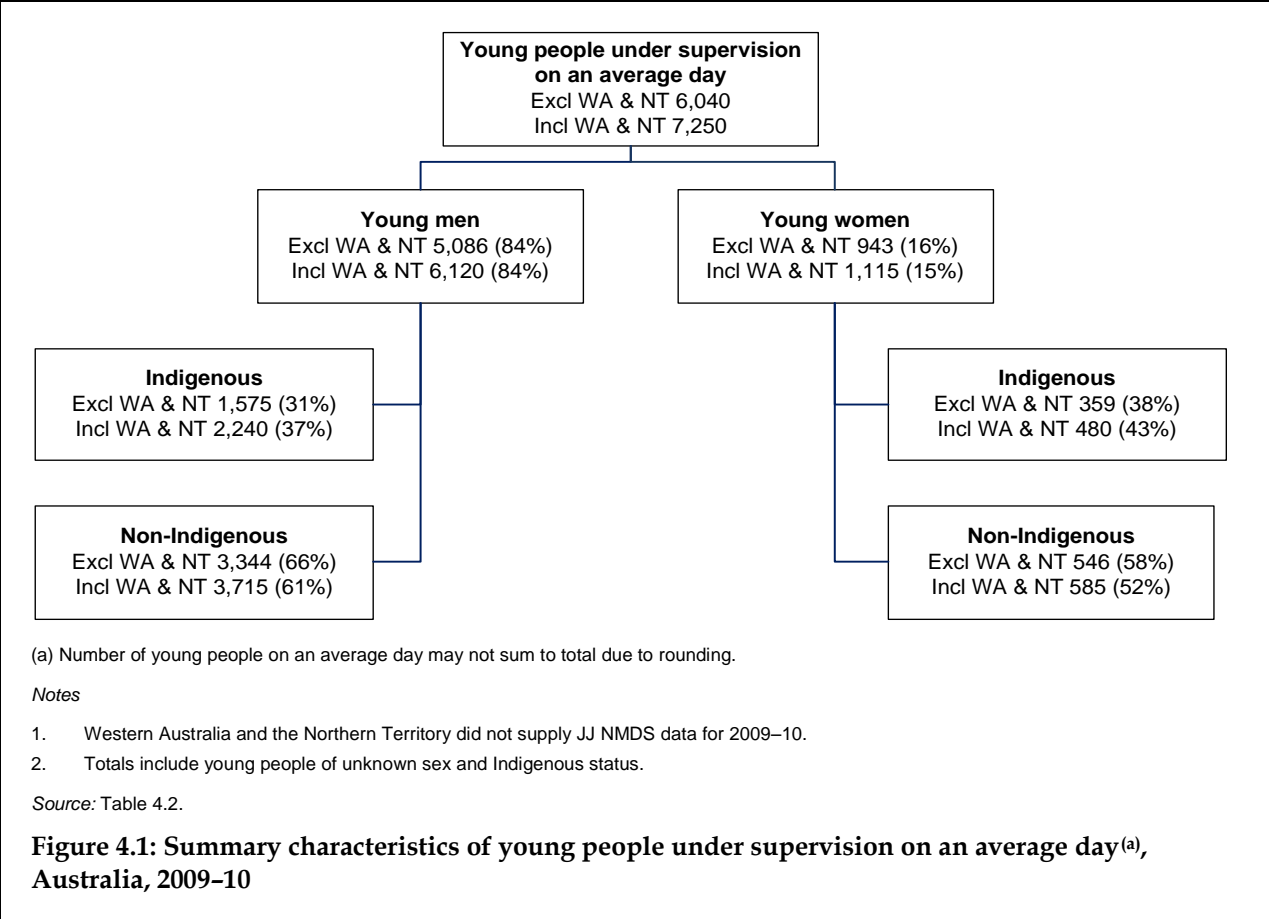 Young people under supervision
on an average day
Excl WA & NT 6,040
Incl WA & NT 7,250
Young men
Excl WA & NT 5,086 (84%)
Incl WA & NT 6,120 (84%)
Young women
Excl WA & NT 943 (16%)
Incl WA & NT 1,115 (15%)
Indigenous
Excl WA & NT 1,575 (31%)
Incl WA & NT 2,240 (37%)
Indigenous
Excl WA & NT 359 (38%)
Incl WA & NT 480 (43%)
Non-Indigenous
Excl WA & NT 3,344 (66%)
Incl WA & NT 3,715 (61%)
Non-Indigenous
Excl WA & NT 546 (58%)
Incl WA & NT 585 (52%)
(a) Number of young people on an average day may not sum to total due to rounding.
Notes
1. Western Australia and the Northern Territory did not supply JJ NMDS data for 2009–10.
2. Totals include young people of unknown sex and Indigenous status.
Source: Table 4.2.
Figure 4.1: Summary characteristics of young people under supervision on an average day(a),
Australia, 2009–10